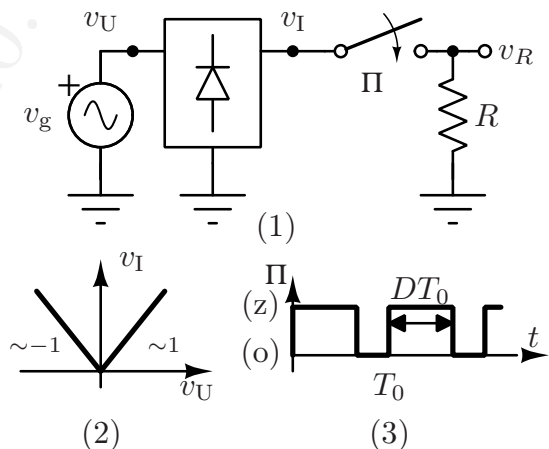 v_U v_I
v_g Π v_R
R
(1)
v_I
∼−1 ∼1
v_U
(2)
Π
(z) DT_0
(o) t
T_0
(3)